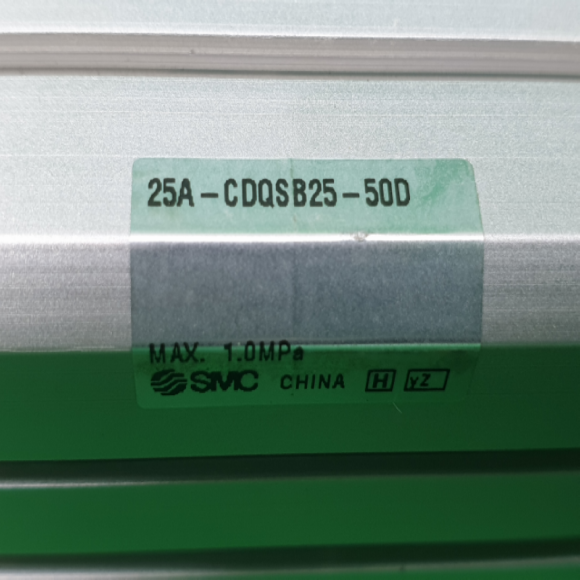 25A-CDQSB25-50D
MAX. 1.0MPa
SMC CHINA H yZ